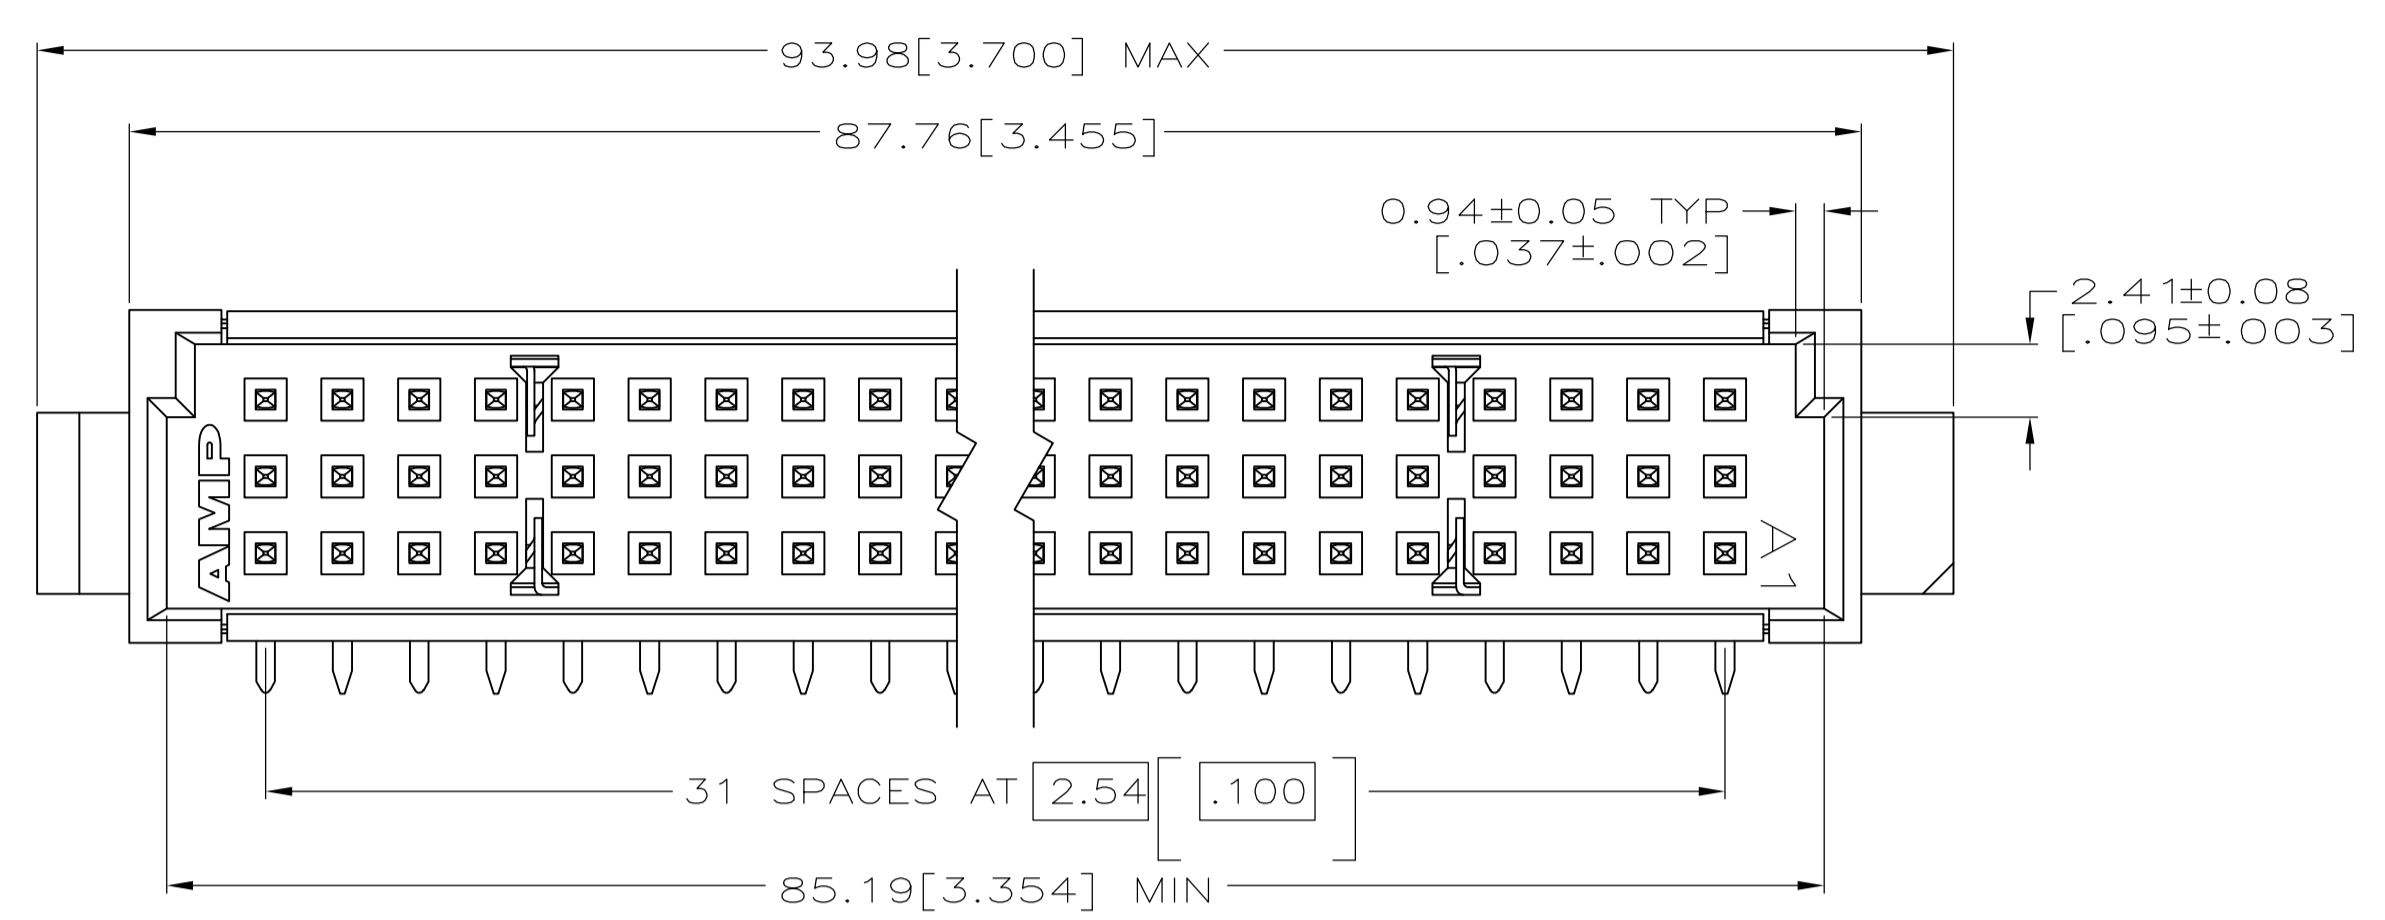 93.98[3.700] MAX
87.76[3.455]
0.94±0.05 TYP
[.037±.002]
2.41±0.08
[.095±.003]
AMP
A1
31 SPACES AT 2.54[.100]
85.19[3.354] MIN